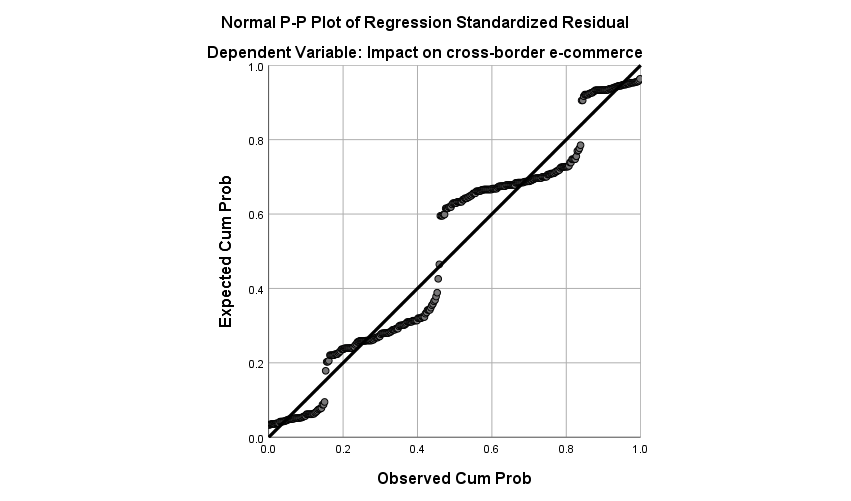 Normal P-P Plot of Regression Standardized Residual
Dependent Variable: Impact on cross-border e-commerce
1.0
0.8
0.6
0.4
0.2
0.0
Expected Cum Prob
0.0 0.2 0.4 0.6 0.8 1.0
Observed Cum Prob